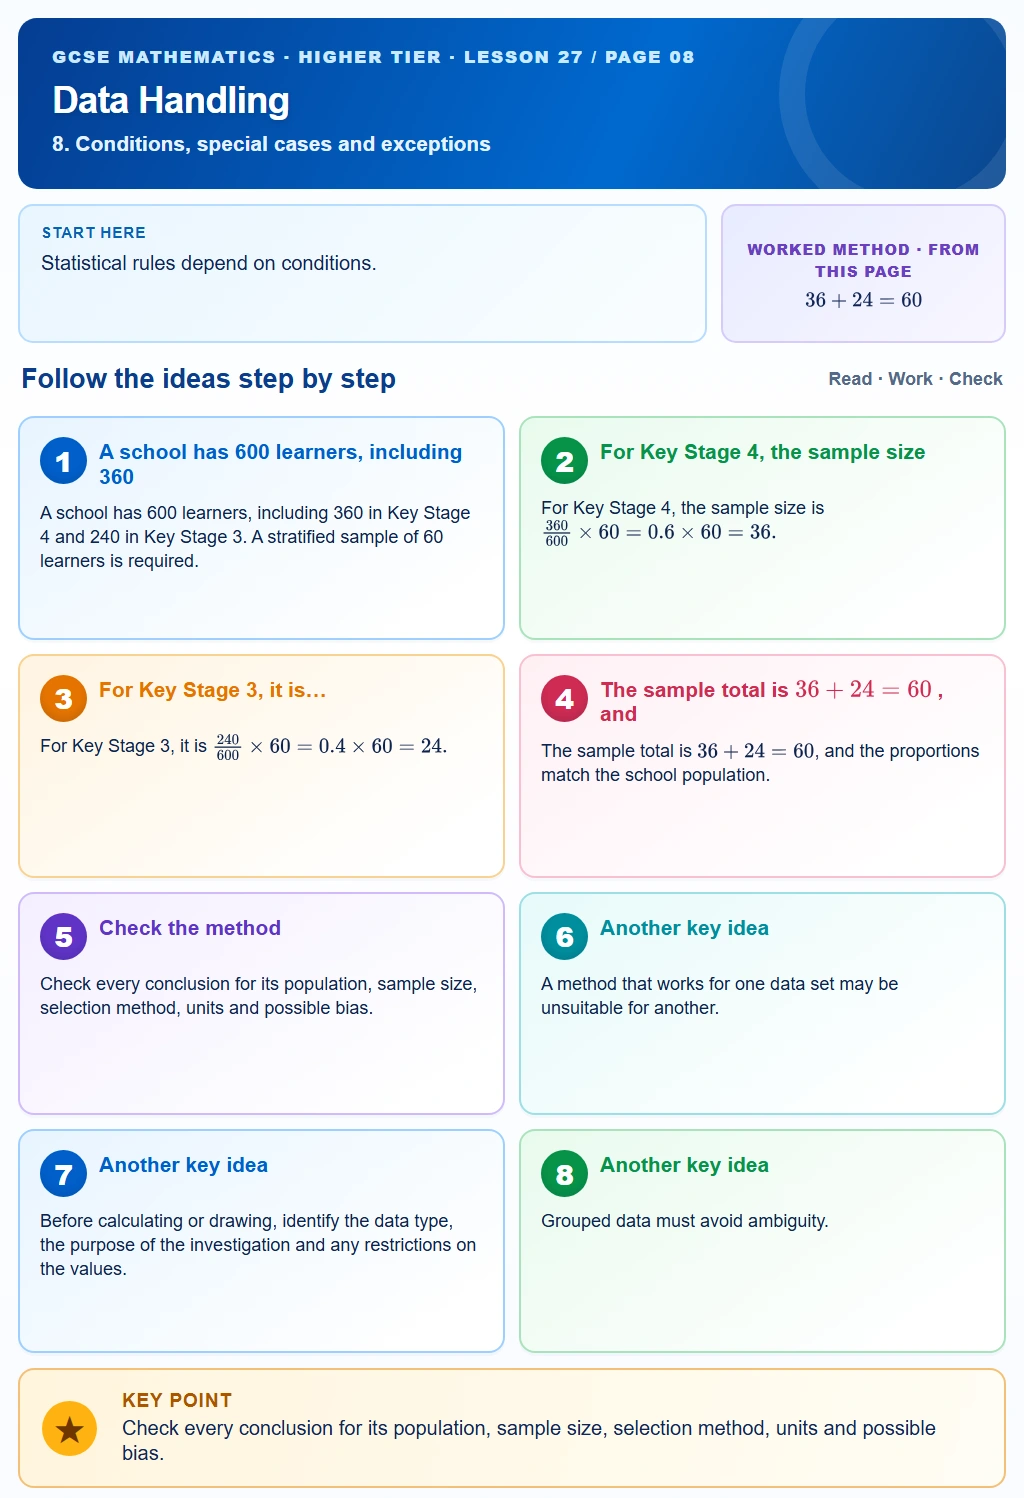 GCSE MATHEMATICS · HIGHER TIER · LESSON 27 / PAGE 08
Data Handling
8. Conditions, special cases and exceptions
START HERE
Statistical rules depend on conditions.
WORKED METHOD · FROM
THIS PAGE
36 + 24 = 60
Follow the ideas step by step
Read · Work · Check
1
A school has 600 learners, including
360
A school has 600 learners, including 360 in Key Stage
4 and 240 in Key Stage 3. A stratified sample of 60
learners is required.
2
For Key Stage 4, the sample size
For Key Stage 4, the sample size is
360/600 × 60 = 0.6 × 60 = 36.
3
For Key Stage 3, it is…
For Key Stage 3, it is 240/600 × 60 = 0.4 × 60 = 24.
4
The sample total is 36 + 24 = 60 ,
and
The sample total is 36 + 24 = 60, and the proportions
match the school population.
5
Check the method
Check every conclusion for its population, sample size,
selection method, units and possible bias.
6
Another key idea
A method that works for one data set may be
unsuitable for another.
7
Another key idea
Before calculating or drawing, identify the data type,
the purpose of the investigation and any restrictions on
the values.
8
Another key idea
Grouped data must avoid ambiguity.
KEY POINT
Check every conclusion for its population, sample size, selection method, units and possible
bias.